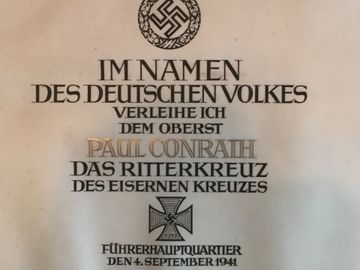 IM NAMEN
DES DEUTSCHEN VOLKES
VERLEIHE ICH
DEM OBERST
PAUL CONRATH
DAS RITTERKREUZ
DES EISERNEN KREUZES
FÜHRERHAUPTQUARTIER
DEN 4. SEPTEMBER 1941